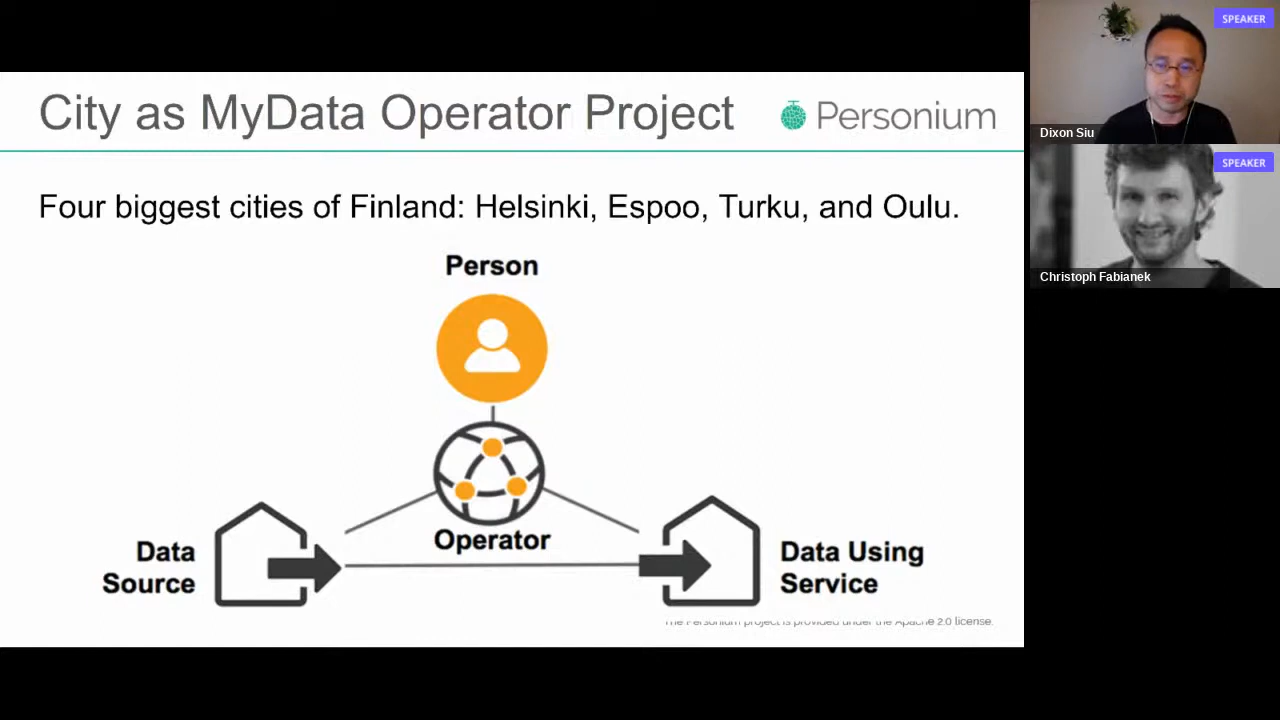 City as MyData Operator Project
Personium
Four biggest cities of Finland: Helsinki, Espoo, Turku, and Oulu.
Person
Operator
Data
Source
Data Using
Service
The Personium project is provided under the Apache 2.0 license.
SPEAKER
Dixon Siu
SPEAKER
Christoph Fabianek